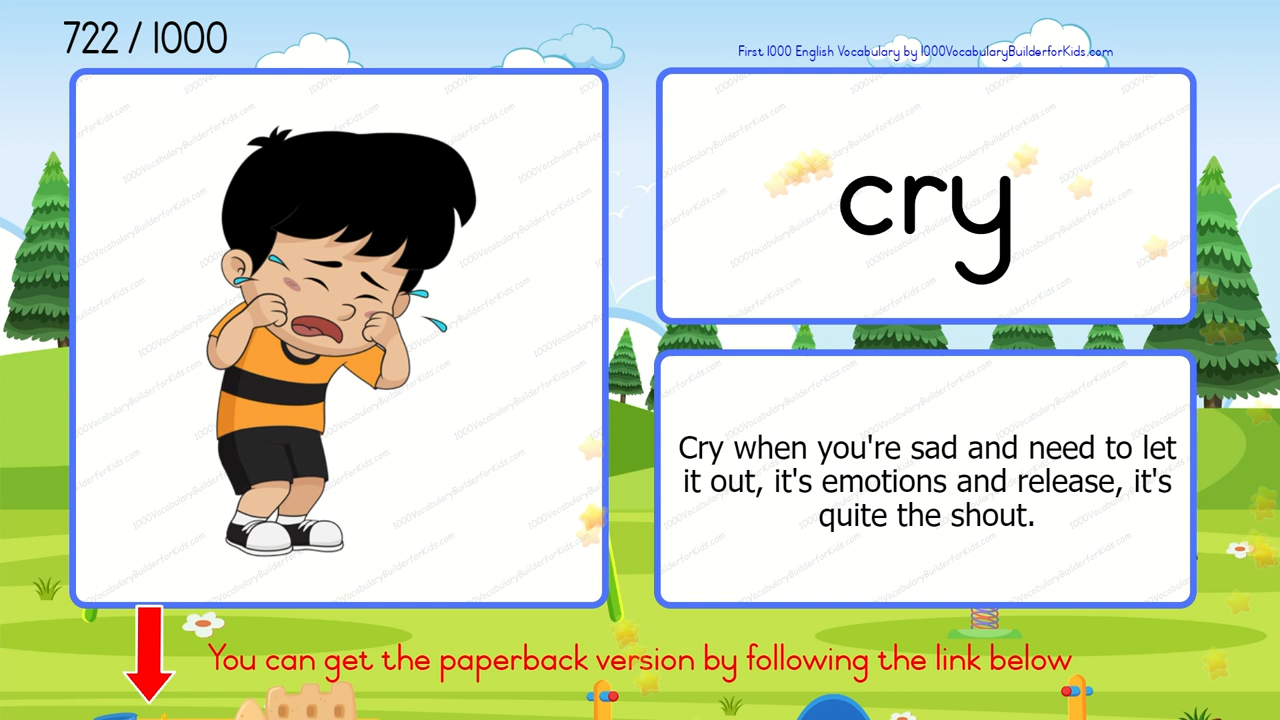 722 / 1000
First 1000 English Vocabulary by 1000VocabularyBuilderforKids.com
cry
Cry when you're sad and need to let
it out, it's emotions and release, it's
quite the shout.
You can get the paperback version by following the link below
1000VocabularyBuilderforKids.com